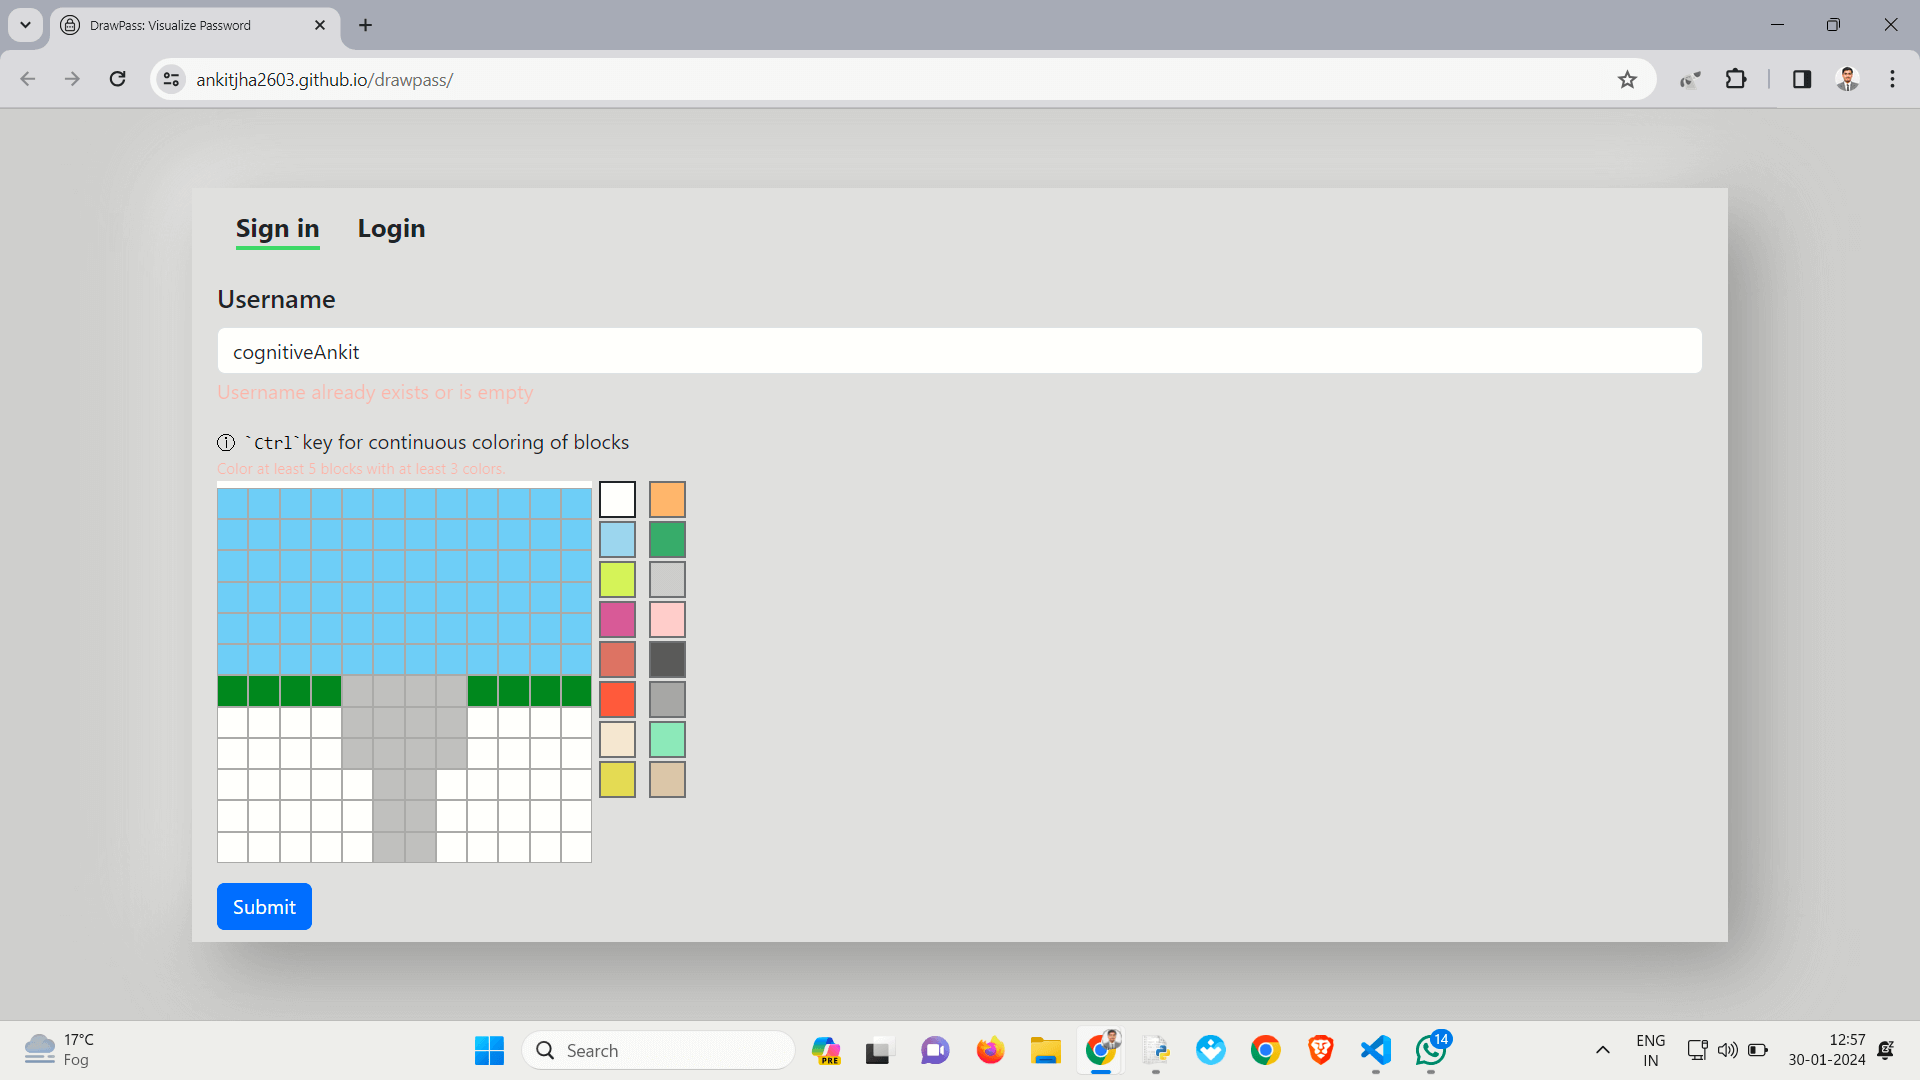 DrawPass: Visualize Password
ankitjha2603.github.io/drawpass/
Sign in Login
Username
cognitiveAnkit
Username already exists or is empty
`Ctrl`key for continuous coloring of blocks
Color at least 5 blocks with at least 3 colors.
Submit
17°C
Fog
Search
PRE
14
ENG
IN
12:57
30-01-2024